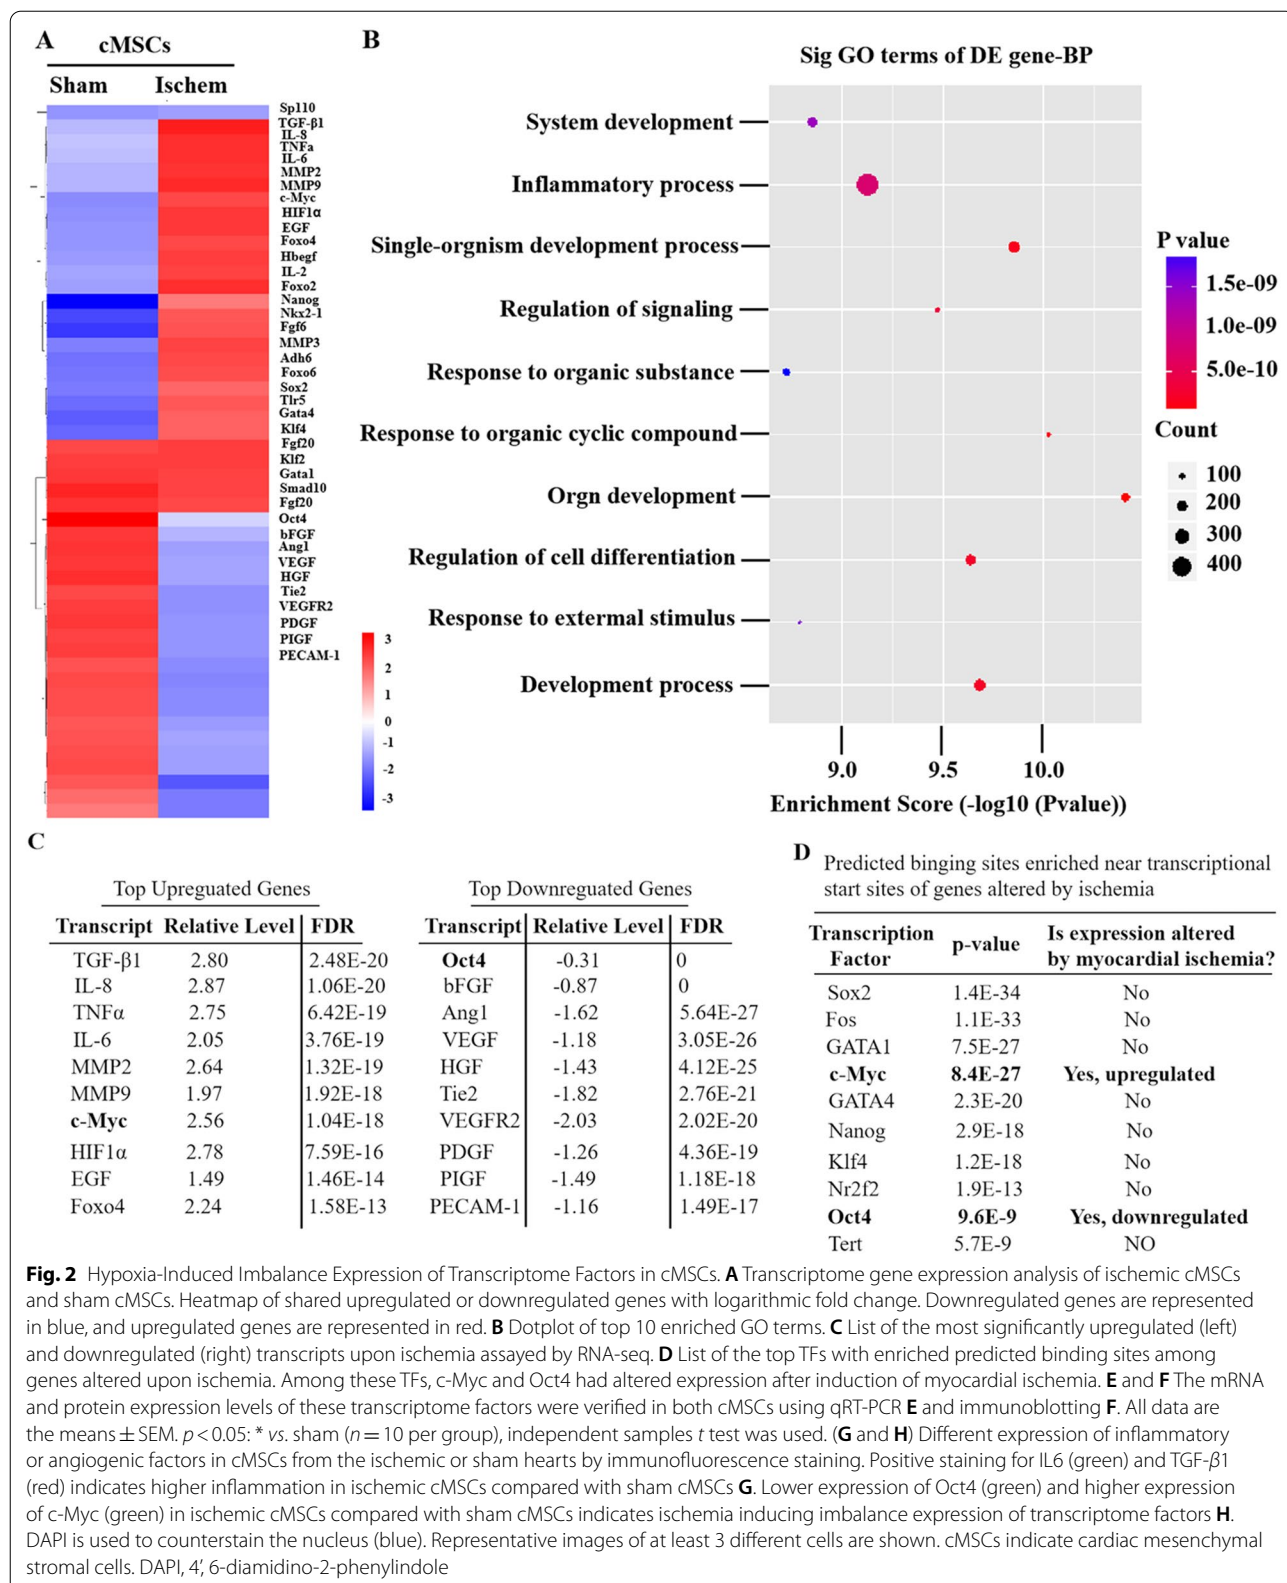 A
cMSCs
Sham Ischem
Sp110
TGF-β1
IL-8
TNFa
IL-6
MMP2
MMP9
c-Myc
HIF1α
EGF
Foxo4
Hbegf
IL-2
Foxo2
Nanog
Nkx2-1
Fgf6
MMP3
Adh6
Foxo6
Sox2
Tlr5
Gata4
Klf4
Fgf20
Klf2
Gata1
Smad10
Fgf20
Oct4
bFGF
Ang1
VEGF
HGF
Tie2
VEGFR2
PDGF
PIGF
PECAM-1
3
2
1
0
-1
-2
-3
B
Sig GO terms of DE gene-BP
System development
Inflammatory process
Single-orgnism development process
Regulation of signaling
Response to organic substance
Response to organic cyclic compound
Orgn development
Regulation of cell differentiation
Response to extermal stimulus
Development process
9.0 9.5 10.0
Enrichment Score (-log10 (Pvalue))
P value
1.5e-09
1.0e-09
5.0e-10
Count
100
200
300
400
C
Top Upreguated Genes
Transcript Relative Level FDR
TGF-β1 2.80 2.48E-20
IL-8 2.87 1.06E-20
TNFα 2.75 6.42E-19
IL-6 2.05 3.76E-19
MMP2 2.64 1.32E-19
MMP9 1.97 1.92E-18
c-Myc 2.56 1.04E-18
HIF1α 2.78 7.59E-16
EGF 1.49 1.46E-14
Foxo4 2.24 1.58E-13
Top Downreguated Genes
Transcript Relative Level FDR
Oct4 -0.31 0
bFGF -0.87 0
Ang1 -1.62 5.64E-27
VEGF -1.18 3.05E-26
HGF -1.43 4.12E-25
Tie2 -1.82 2.76E-21
VEGFR2 -2.03 2.02E-20
PDGF -1.26 4.36E-19
PIGF -1.49 1.18E-18
PECAM-1 -1.16 1.49E-17
D
Predicted binging sites enriched near transcriptional
start sites of genes altered by ischemia
Transcription Factor p-value Is expression altered by myocardial ischemia?
Sox2 1.4E-34 No
Fos 1.1E-33 No
GATA1 7.5E-27 No
c-Myc 8.4E-27 Yes, upregulated
GATA4 2.3E-20 No
Nanog 2.9E-18 No
Klf4 1.2E-18 No
Nr2f2 1.9E-13 No
Oct4 9.6E-9 Yes, downregulated
Tert 5.7E-9 NO
Fig. 2 Hypoxia-Induced Imbalance Expression of Transcriptome Factors in cMSCs. A Transcriptome gene expression analysis of ischemic cMSCs
and sham cMSCs. Heatmap of shared upregulated or downregulated genes with logarithmic fold change. Downregulated genes are represented
in blue, and upregulated genes are represented in red. B Dotplot of top 10 enriched GO terms. C List of the most significantly upregulated (left)
and downregulated (right) transcripts upon ischemia assayed by RNA-seq. D List of the top TFs with enriched predicted binding sites among
genes altered upon ischemia. Among these TFs, c-Myc and Oct4 had altered expression after induction of myocardial ischemia. E and F The mRNA
and protein expression levels of these transcriptome factors were verified in both cMSCs using qRT-PCR E and immunoblotting F. All data are
the means ± SEM. p < 0.05: * vs. sham (n = 10 per group), independent samples t test was used. (G and H) Different expression of inflammatory
or angiogenic factors in cMSCs from the ischemic or sham hearts by immunofluorescence staining. Positive staining for IL6 (green) and TGF-β1
(red) indicates higher inflammation in ischemic cMSCs compared with sham cMSCs G. Lower expression of Oct4 (green) and higher expression
of c-Myc (green) in ischemic cMSCs compared with sham cMSCs indicates ischemia inducing imbalance expression of transcriptome factors H.
DAPI is used to counterstain the nucleus (blue). Representative images of at least 3 different cells are shown. cMSCs indicate cardiac mesenchymal
stromal cells. DAPI, 4′, 6-diamidino-2-phenylindole